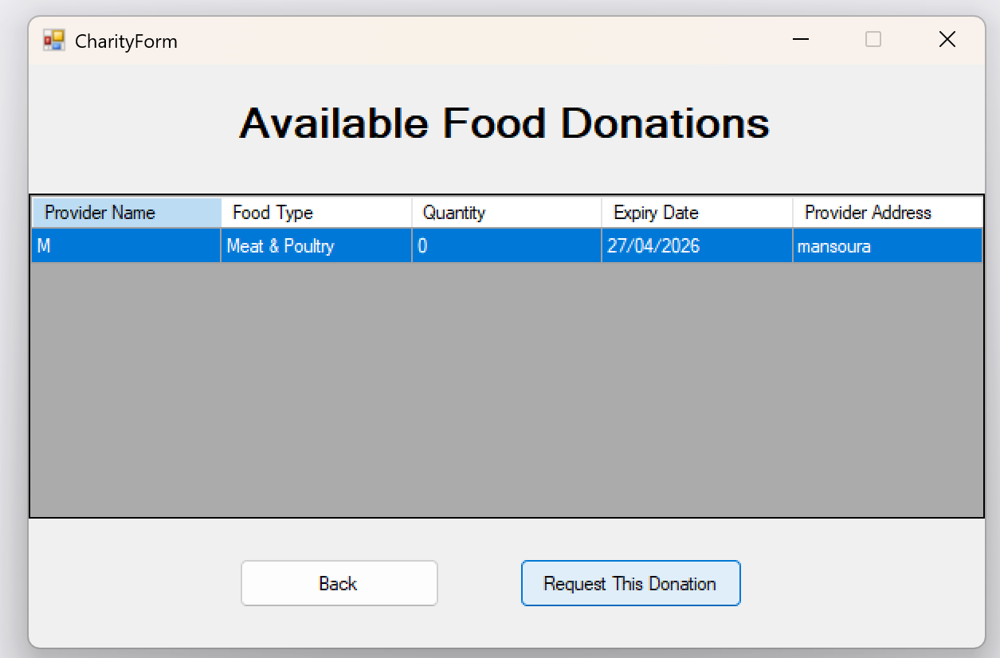 CharityForm
Available Food Donations
Provider Name Food Type Quantity Expiry Date Provider Address
M Meat & Poultry 0 27/04/2026 mansoura
Back Request This Donation